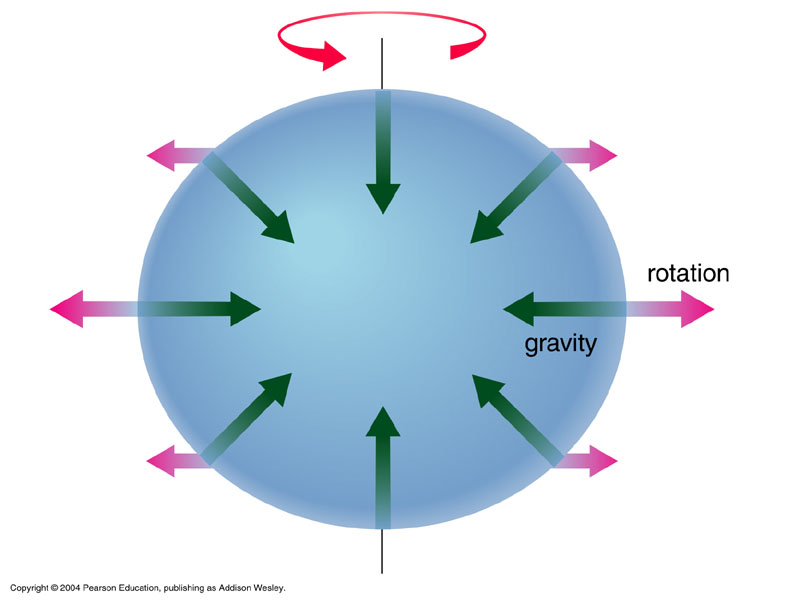 rotation
gravity
Copyright © 2004 Pearson Education, publishing as Addison Wesley.